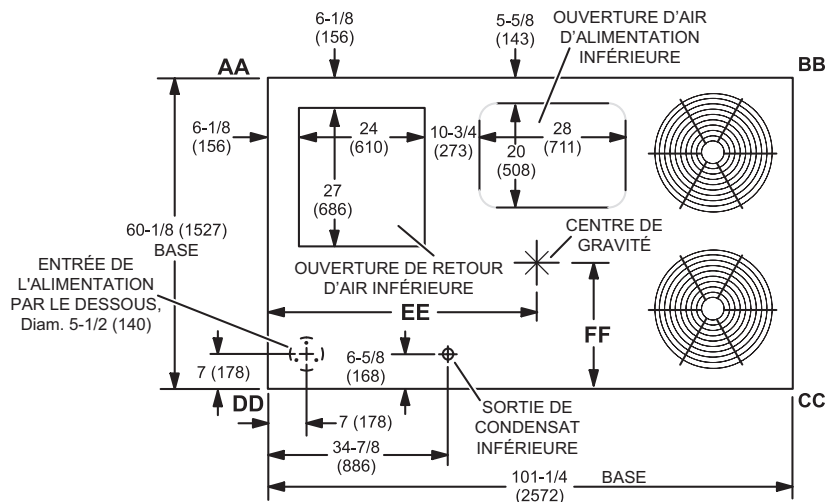 6-1/8
(156)
5-5/8
(143)
OUVERTURE D'AIR
D'ALIMENTATION
INFÉRIEURE
AA
BB
6-1/8
(156)
24
(610)
10-3/4
(273)
28
(711)
20
(508)
27
(686)
60-1/8 (1527)
BASE
CENTRE DE
GRAVITÉ
ENTRÉE DE
L'ALIMENTATION
PAR LE DESSOUS,
Diam. 5-1/2 (140)
OUVERTURE DE RETOUR
D'AIR INFÉRIEURE
EE
FF
7 (178)
6-5/8
(168)
DD
CC
7 (178)
SORTIE DE
CONDENSAT
INFÉRIEURE
34-7/8
(886)
101-1/4
(2572)
BASE